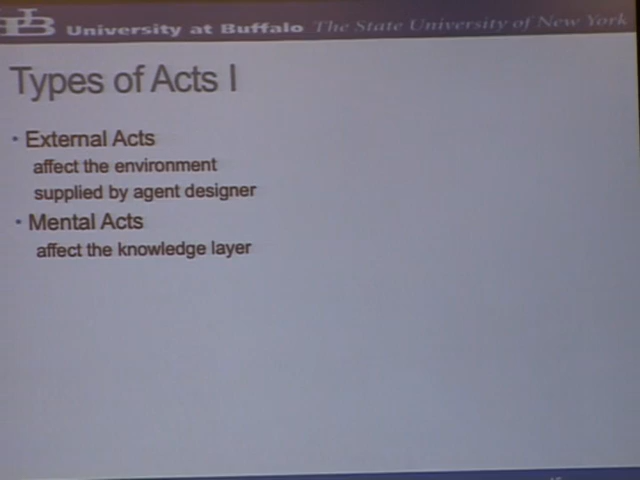 UB University at Buffalo The State University of New York
Types of Acts I
• External Acts
affect the environment
supplied by agent designer
• Mental Acts
affect the knowledge layer